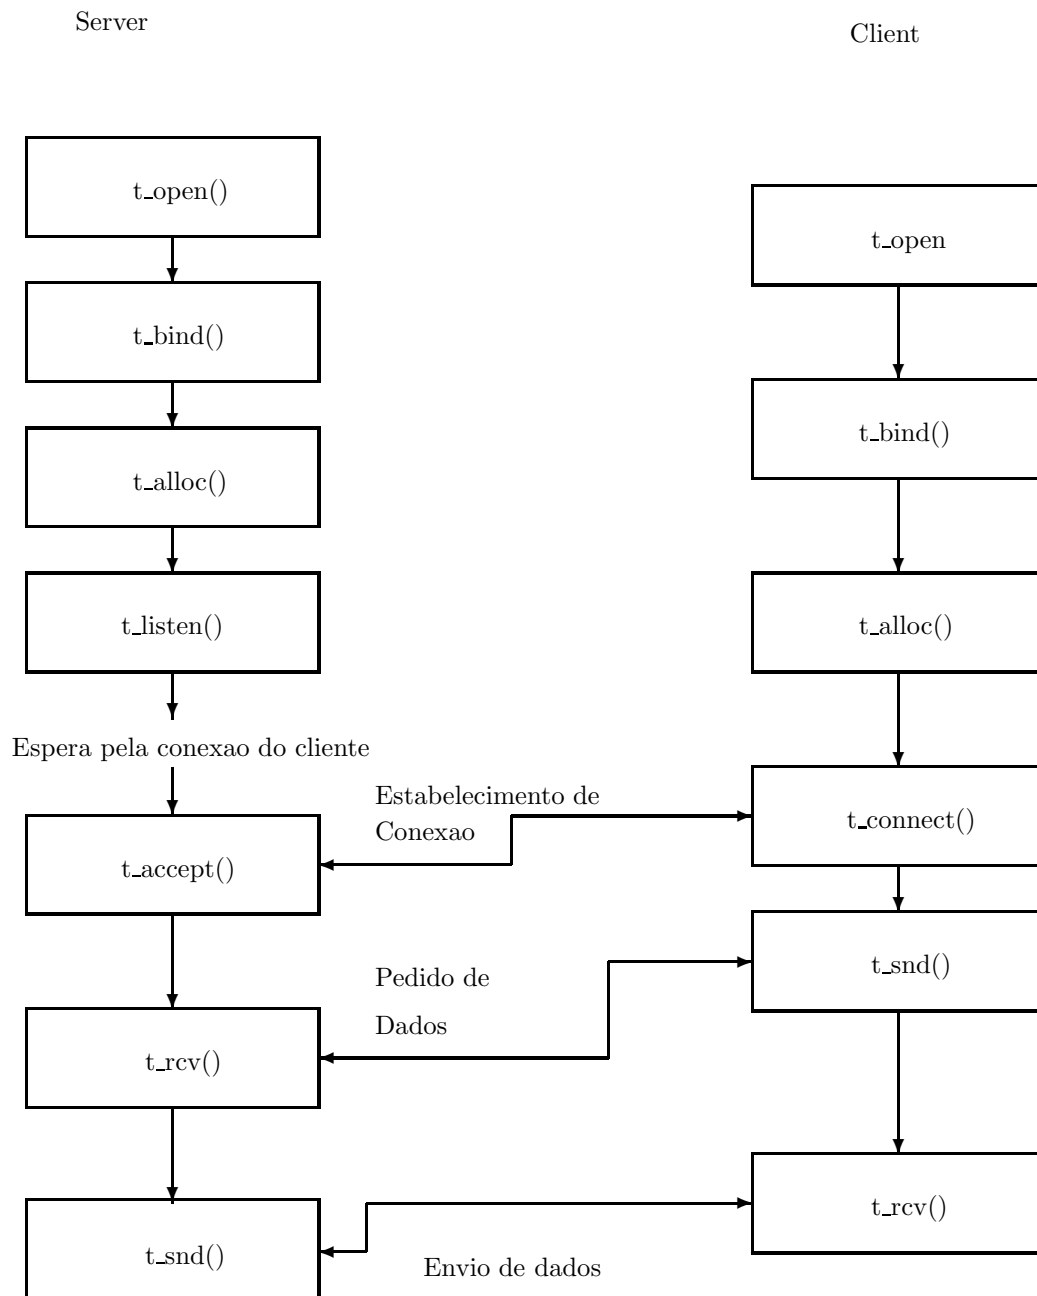 Server
Client
t_open()
t_open
t_bind()
t_bind()
t_alloc()
t_listen()
t_alloc()
Espera pela conexao do cliente
Estabelecimento de
Conexao
t_connect()
t_accept()
t_snd()
Pedido de
Dados
t_rcv()
t_rcv()
t_snd()
Envio de dados